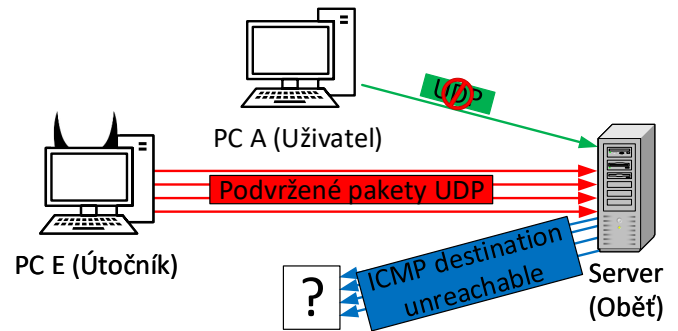 UDP
PC A (Uživatel)
Podvržené pakety UDP
PC E (Útočník)
ICMP destination
unreachable
?
Server
(Oběť)